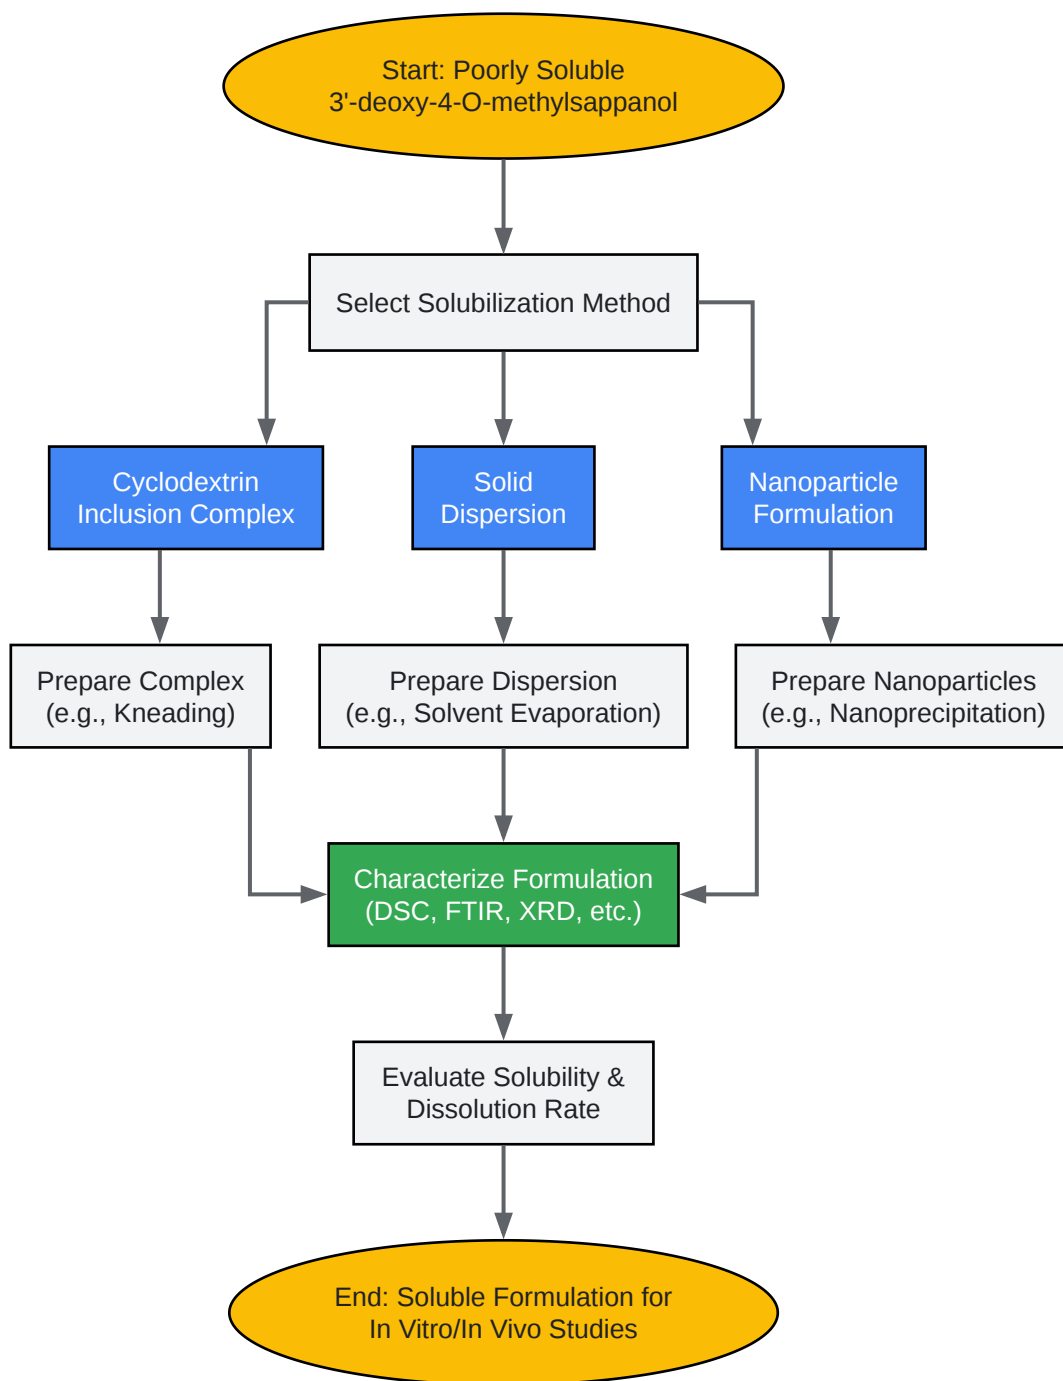 Start: Poorly Soluble
3'-deoxy-4-O-methylsappanol
Select Solubilization Method
Cyclodextrin
Inclusion Complex
Solid
Dispersion
Nanoparticle
Formulation
Prepare Complex
(e.g., Kneading)
Prepare Dispersion
(e.g., Solvent Evaporation)
Prepare Nanoparticles
(e.g., Nanoprecipitation)
Characterize Formulation
(DSC, FTIR, XRD, etc.)
Evaluate Solubility &
Dissolution Rate
End: Soluble Formulation for
In Vitro/In Vivo Studies